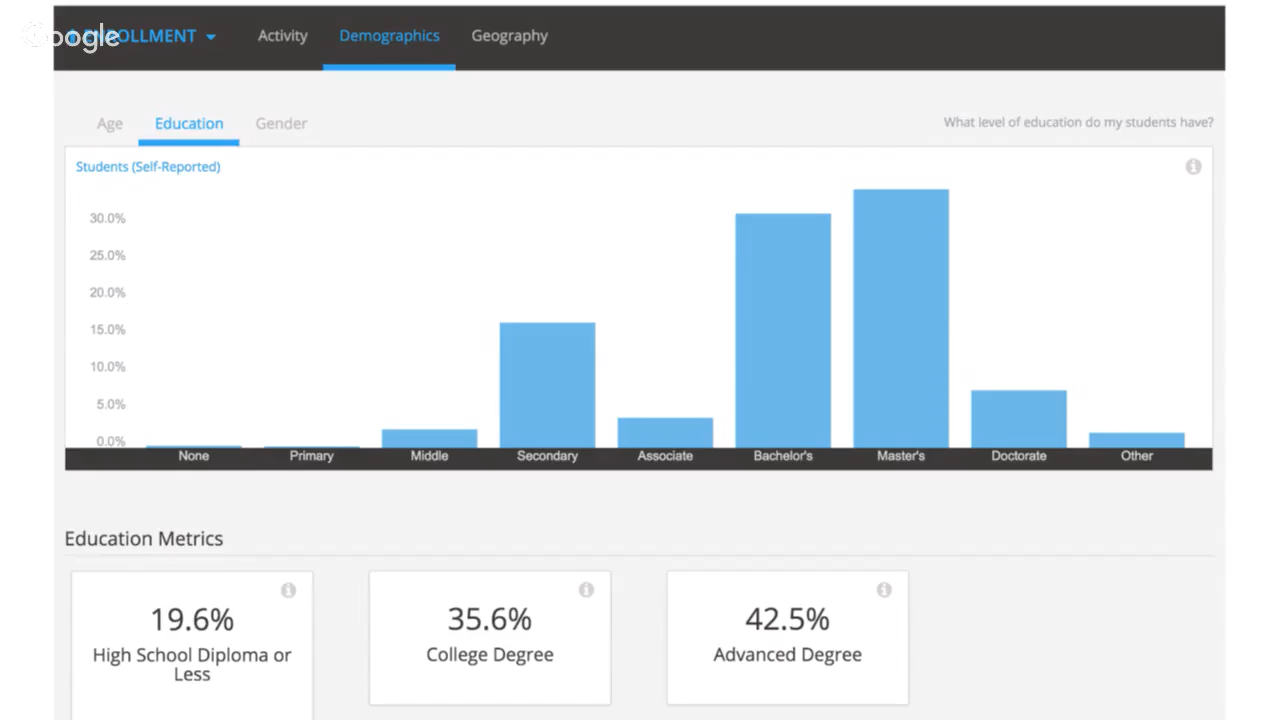 Google
ENROLLMENT Activity Demographics Geography
Age Education Gender What level of education do my students have?
Students (Self-Reported)
30.0%
25.0%
20.0%
15.0%
10.0%
5.0%
0.0%
None Primary Middle Secondary Associate Bachelor's Master's Doctorate Other
Education Metrics
19.6% 35.6% 42.5%
High School Diploma or College Degree Advanced Degree
Less